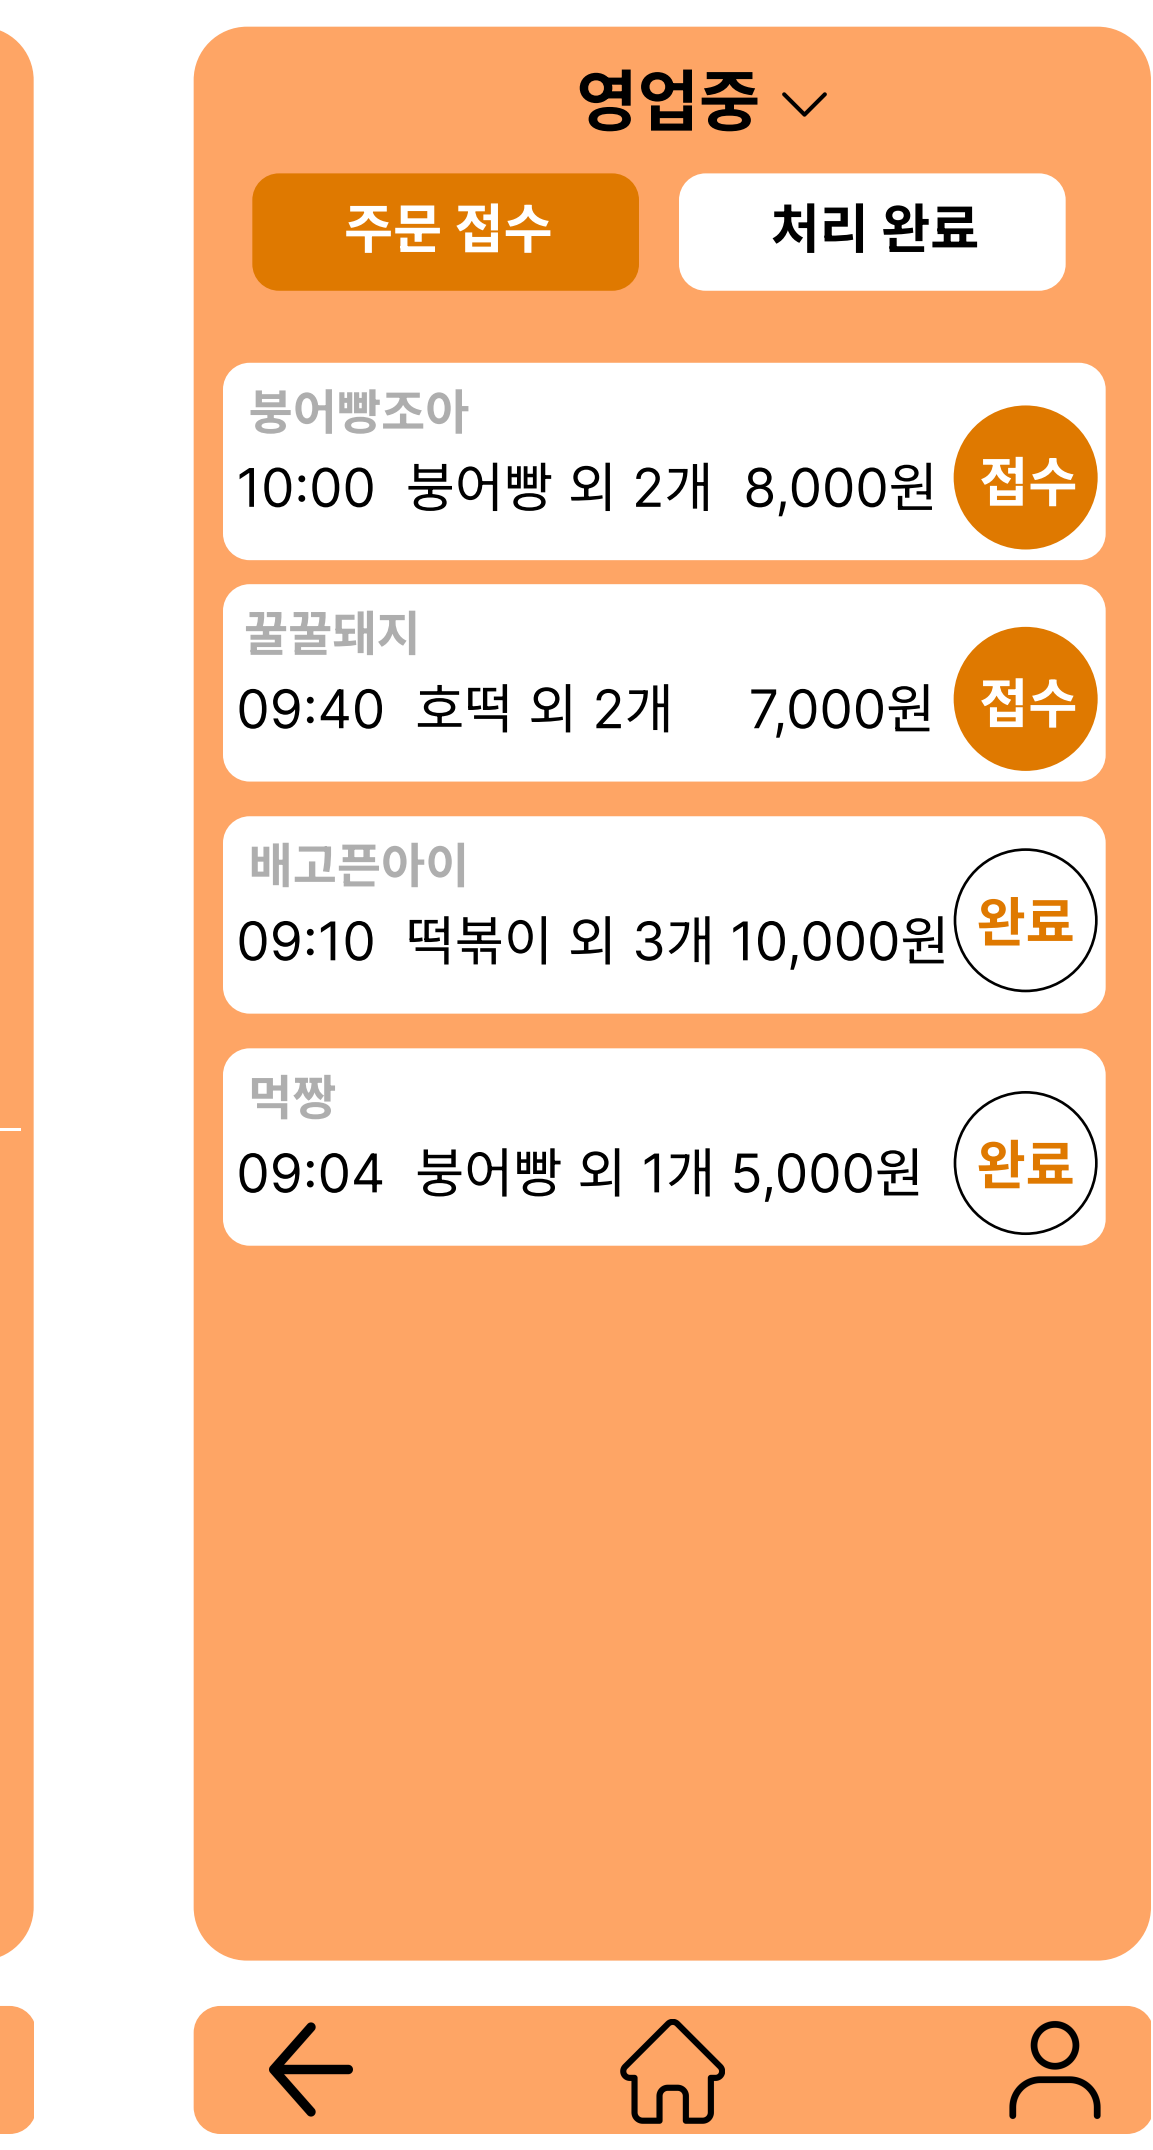 영업중
주문 접수 처리 완료
붕어빵조아
10:00 붕어빵 외 2개 8,000원 접수
꿀꿀돼지
09:40 호떡 외 2개 7,000원 접수
배고픈아이
09:10 떡볶이 외 3개 10,000원 완료
먹짱
09:04 붕어빵 외 1개 5,000원 완료